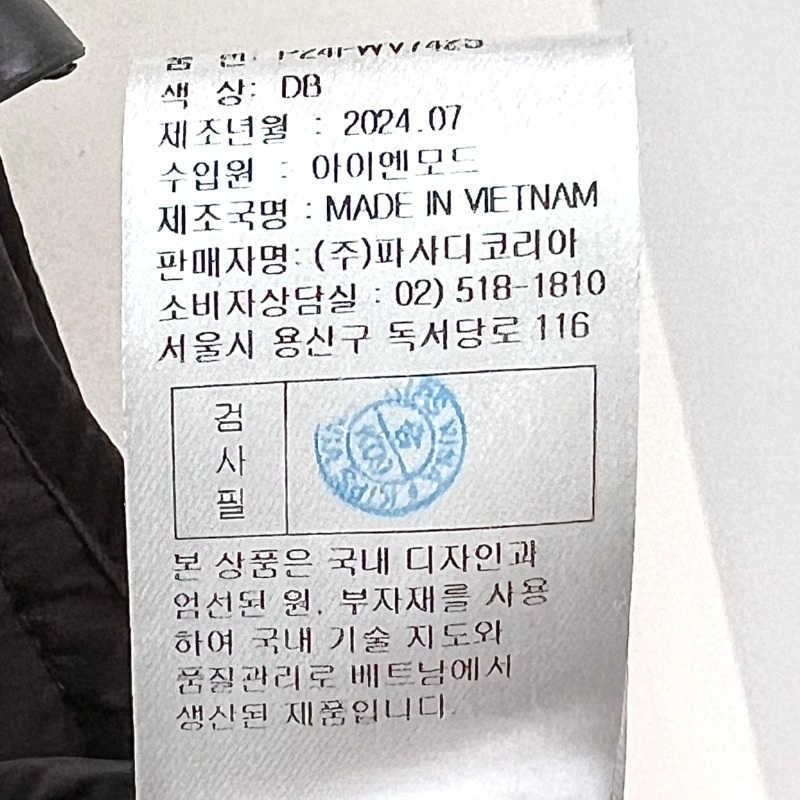 색 상: DB
제조년월 : 2024.07
수입원 : 아이엔모드
제조국명 : MADE IN VIETNAM
판매자명: (주)파사디코리아
소비자상담실 : 02) 518-1810
서울시 용산구 독서당로 116
검
사
필
본 상품은 국내 디자인과
엄선된 원, 부자재를 사용
하여 국내 기술 지도와
품질관리로 베트남에서
생산된 제품입니다.